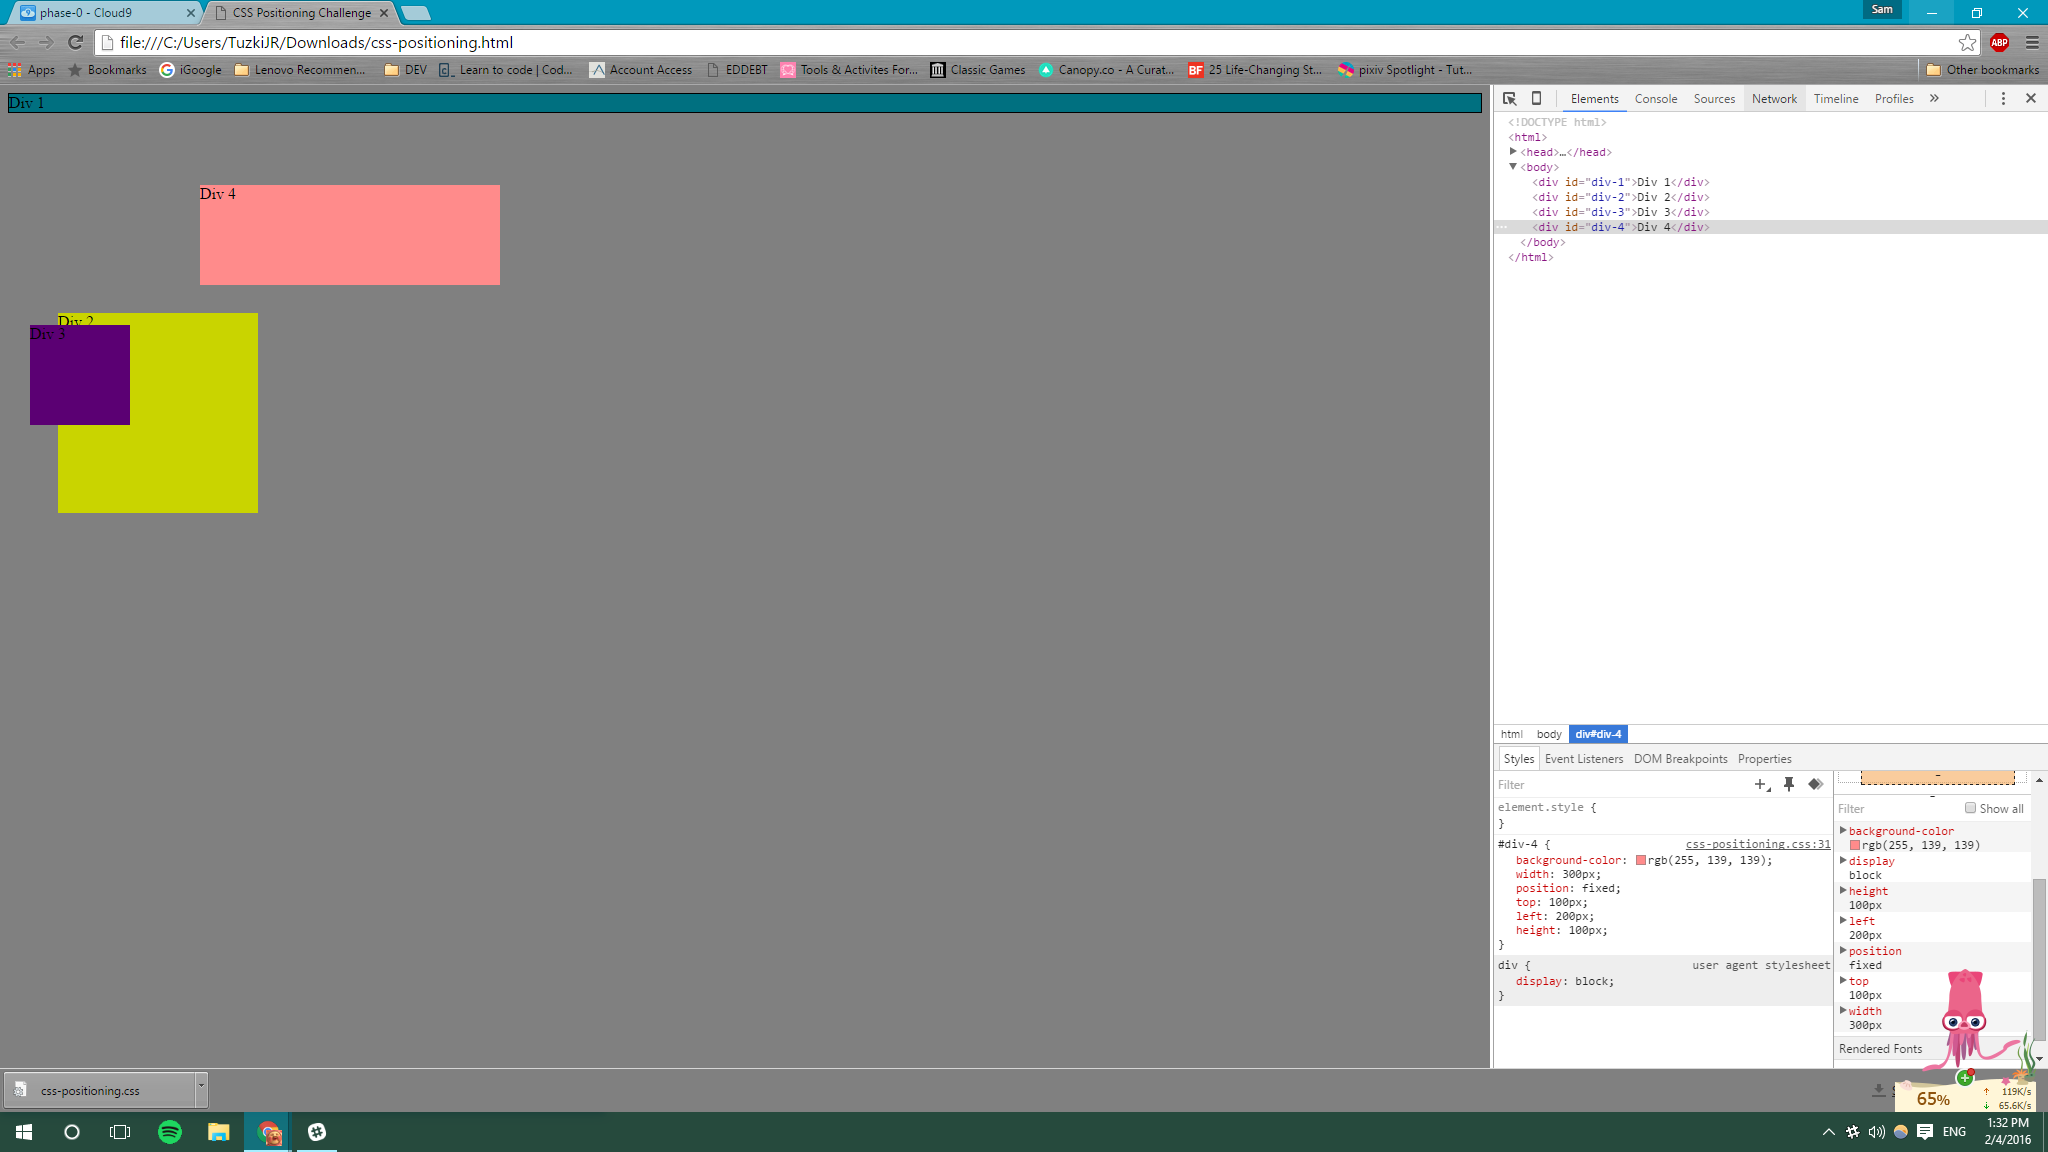 phase-0 - Cloud9
CSS Positioning Challenge
Sam
file:///C:/Users/TuzkiJR/Downloads/css-positioning.html
ABP
Apps
Bookmarks
iGoogle
Lenovo Recommen...
DEV
Learn to code | Cod...
Account Access
EDDEBT
Tools & Activites For...
Classic Games
Canopy.co - A Curat...
BF 25 Life-Changing St...
pixiv Spotlight - Tut...
Other bookmarks
Div 1
Div 4
Div 2
Div 3
Elements Console Sources Network Timeline Profiles »
<!DOCTYPE html>
<html>
<head>…</head>
<body>
<div id="div-1">Div 1</div>
<div id="div-2">Div 2</div>
<div id="div-3">Div 3</div>
<div id="div-4">Div 4</div>
</body>
</html>
html body div#div-4
Styles Event Listeners DOM Breakpoints Properties
Filter
element.style {
}
#div-4 { css-positioning.css:31
background-color: rgb(255, 139, 139);
width: 300px;
position: fixed;
top: 100px;
left: 200px;
height: 100px;
}
div { user agent stylesheet
display: block;
}
Filter Show all
background-color
rgb(255, 139, 139)
display
block
height
100px
left
200px
position
fixed
top
100px
width
300px
Rendered Fonts
css-positioning.css
65%
119K/s
65.6K/s
ENG
1:32 PM
2/4/2016